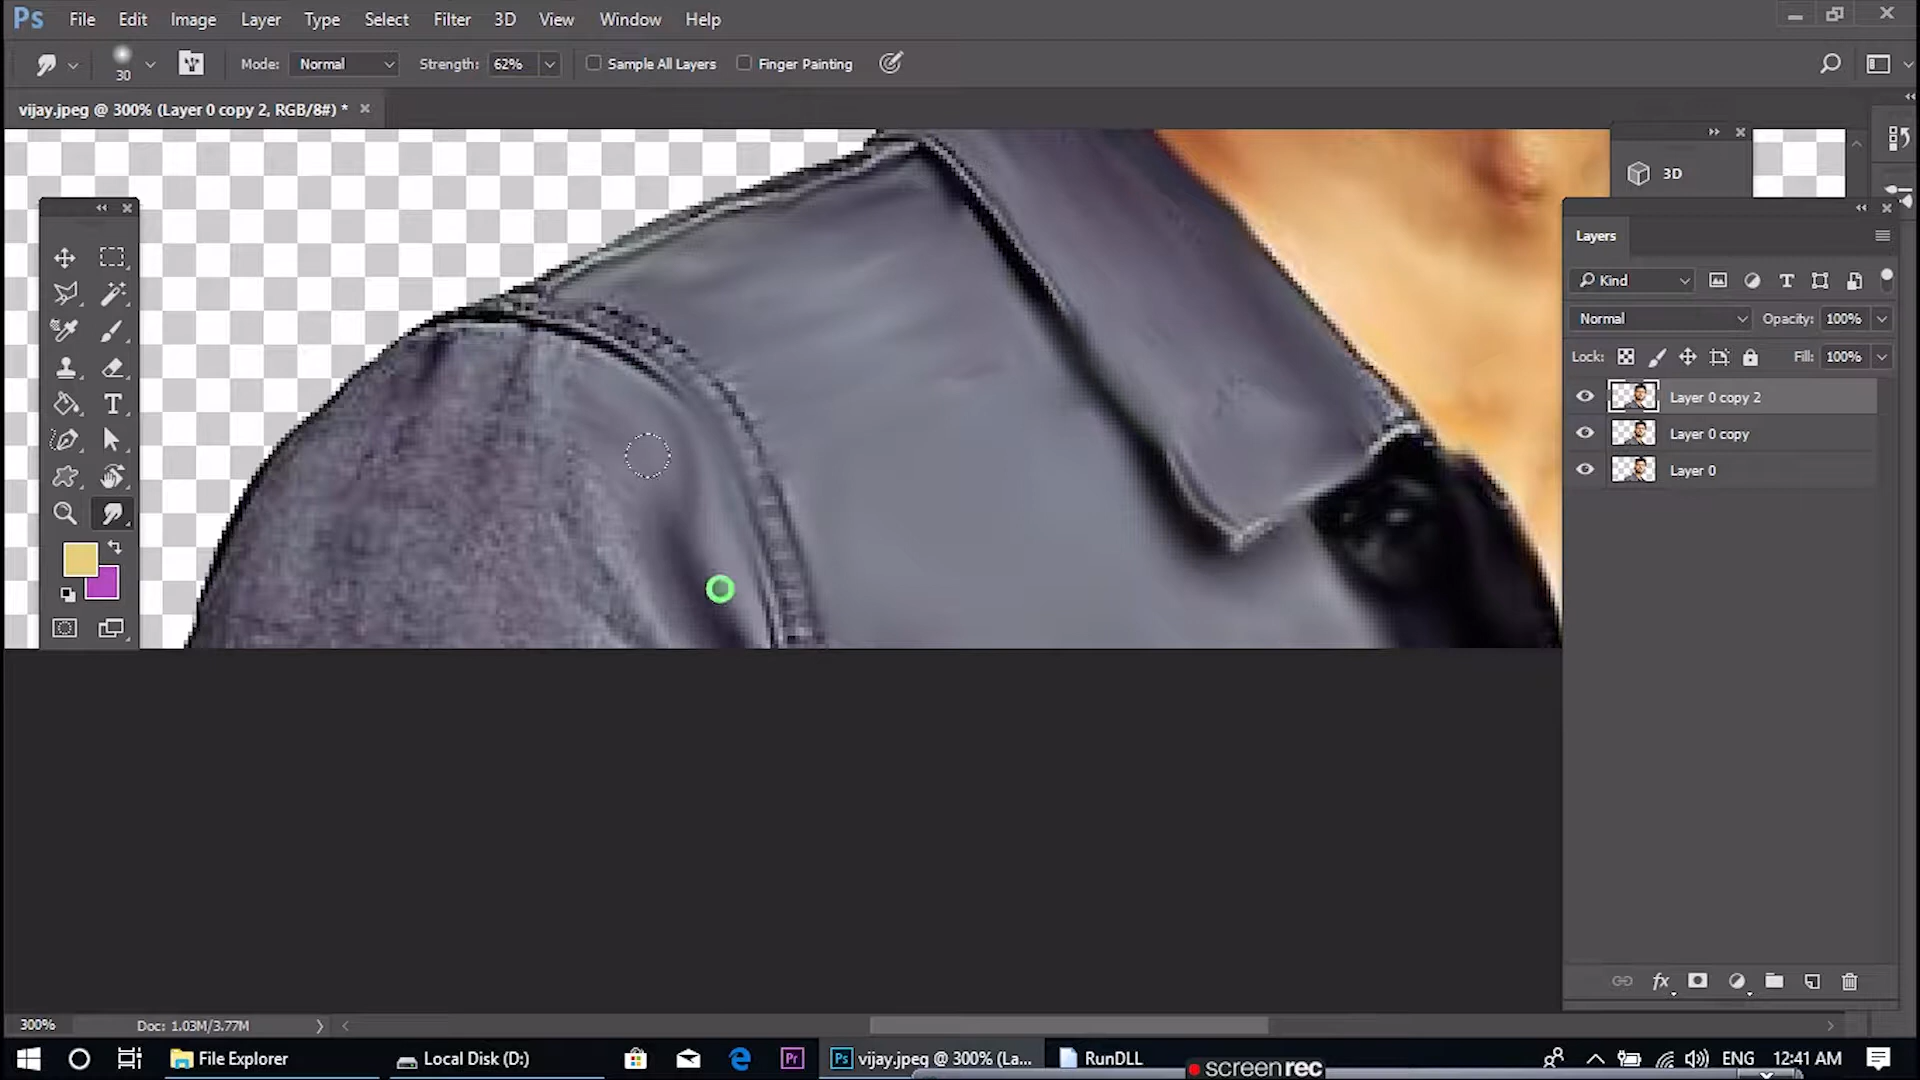 Ps File Edit Image Layer Type Select Filter 3D View Window Help
30 Mode: Normal Strength: 62% Sample All Layers Finger Painting
vijay.jpeg @ 300% (Layer 0 copy 2, RGB/8#) *
3D
Layers
Kind
Normal Opacity: 100%
Lock: Fill: 100%
Layer 0 copy 2
Layer 0 copy
Layer 0
fx
300% Doc: 1.03M/3.77M
File Explorer Local Disk (D:) Pr Ps vijay.jpeg @ 300% (La... RunDLL ENG 12:41 AM
screenrec